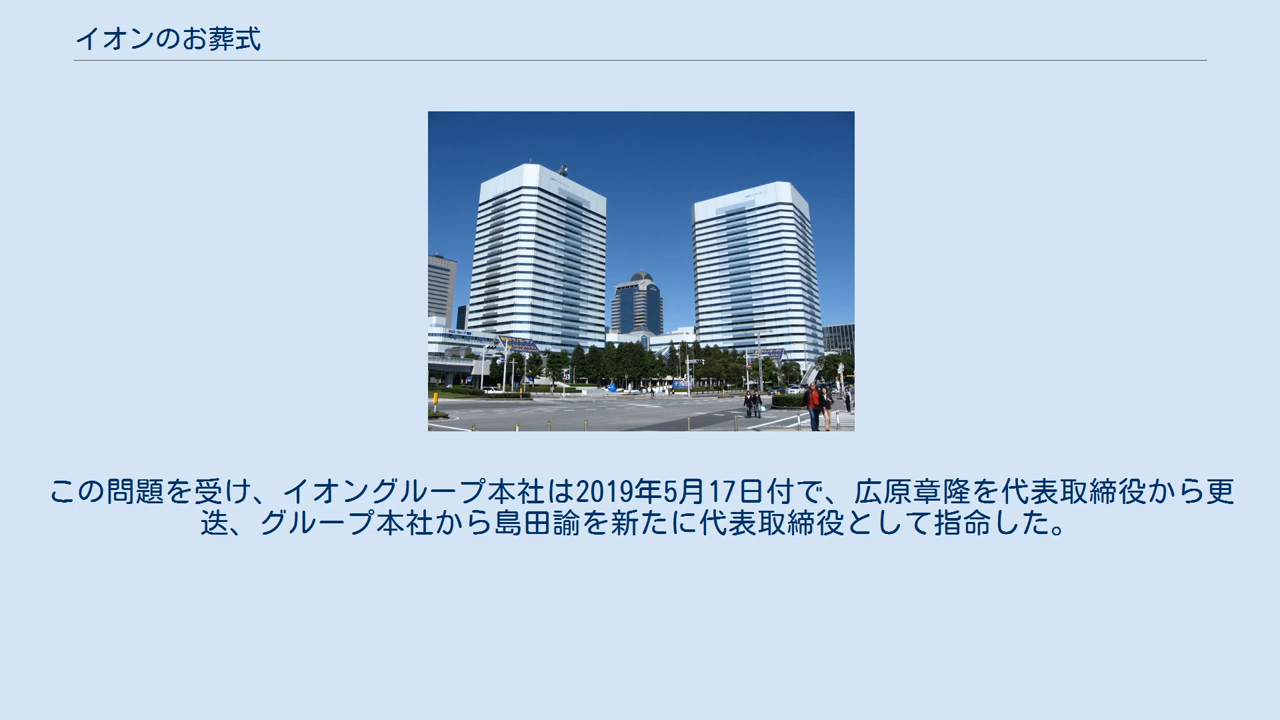 イオンのお葬式
この問題を受け、イオングループ本社は2019年5月17日付で、広原章隆を代表取締役から更
迭、グループ本社から島田諭を新たに代表取締役として指命した。